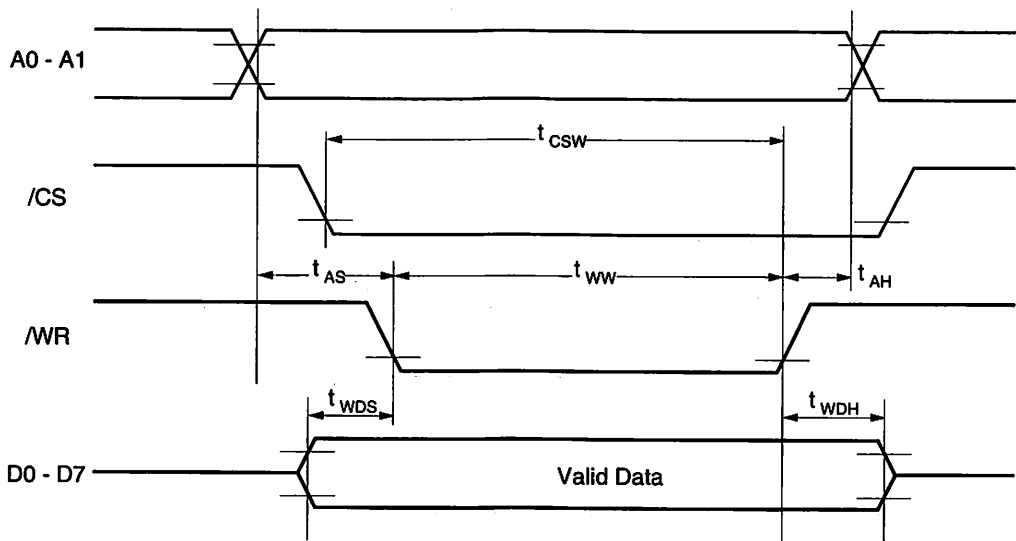 A0 - A1
t CSW
/CS
t AS
t WW
t AH
/WR
t WDS
t WDH
D0 - D7
Valid Data